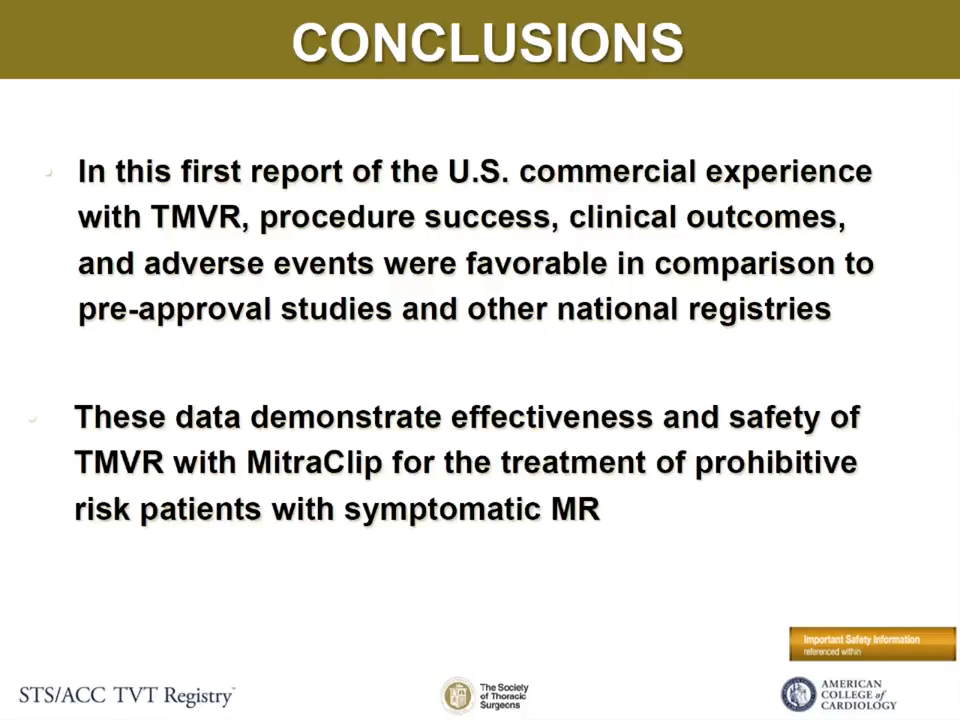 CONCLUSIONS
In this first report of the U.S. commercial experience
with TMVR, procedure success, clinical outcomes,
and adverse events were favorable in comparison to
pre-approval studies and other national registries
These data demonstrate effectiveness and safety of
TMVR with MitraClip for the treatment of prohibitive
risk patients with symptomatic MR
Important Safety Information
referenced within
STS/ACC TVT Registry™
The Society
of Thoracic
Surgeons
AMERICAN
COLLEGE of
CARDIOLOGY